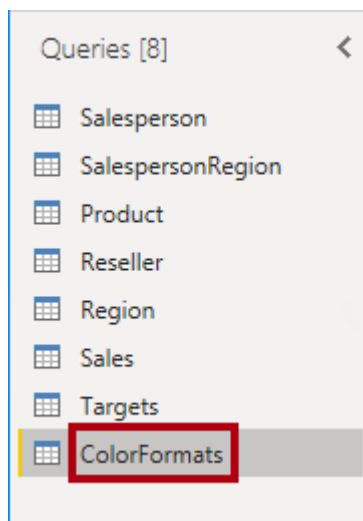 Queries [8]
Salesperson
SalespersonRegion
Product
Reseller
Region
Sales
Targets
ColorFormats